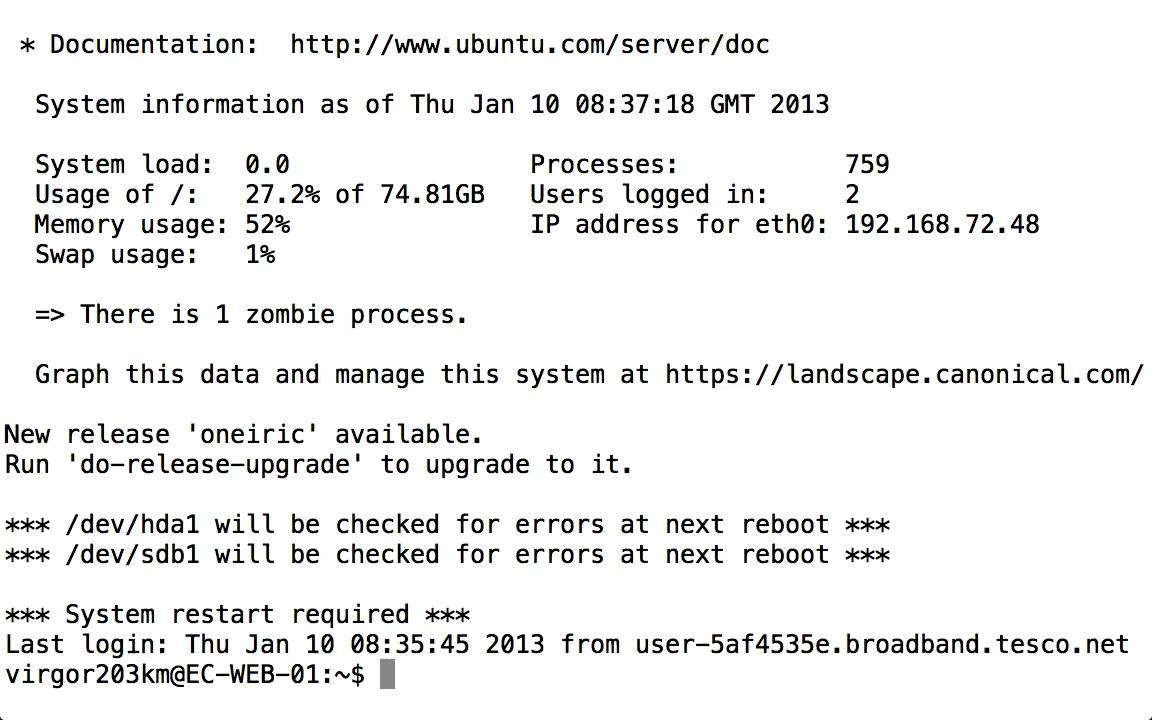 * Documentation:  http://www.ubuntu.com/server/doc
System information as of Thu Jan 10 08:37:18 GMT 2013
System load:  0.0                Processes:           759
Usage of /:   27.2% of 74.81GB   Users logged in:     2
Memory usage: 52%                IP address for eth0: 192.168.72.48
Swap usage:   1%
=> There is 1 zombie process.
Graph this data and manage this system at https://landscape.canonical.com/
New release 'oneiric' available.
Run 'do-release-upgrade' to upgrade to it.
*** /dev/hda1 will be checked for errors at next reboot ***
*** /dev/sdb1 will be checked for errors at next reboot ***
*** System restart required ***
Last login: Thu Jan 10 08:35:45 2013 from user-5af4535e.broadband.tesco.net
virgor203km@EC-WEB-01:~$